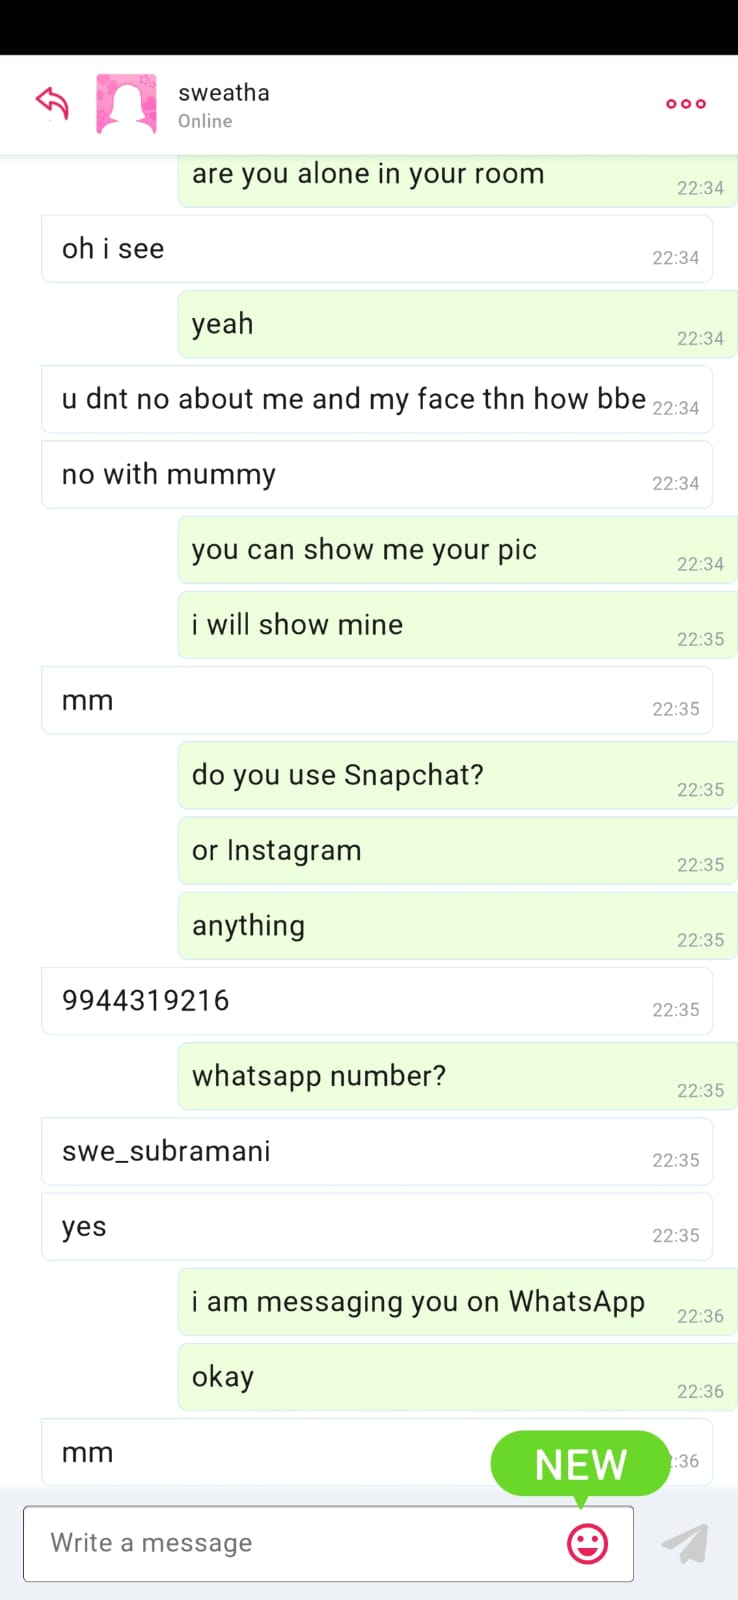 sweatha
Online
are you alone in your room 22:34
oh i see 22:34
yeah 22:34
u dnt no about me and my face thn how bbe 22:34
no with mummy 22:34
you can show me your pic 22:34
i will show mine 22:35
mm 22:35
do you use Snapchat? 22:35
or Instagram 22:35
anything 22:35
9944319216 22:35
whatsapp number? 22:35
swe_subramani 22:35
yes 22:35
i am messaging you on WhatsApp 22:36
okay 22:36
mm :36
NEW
Write a message